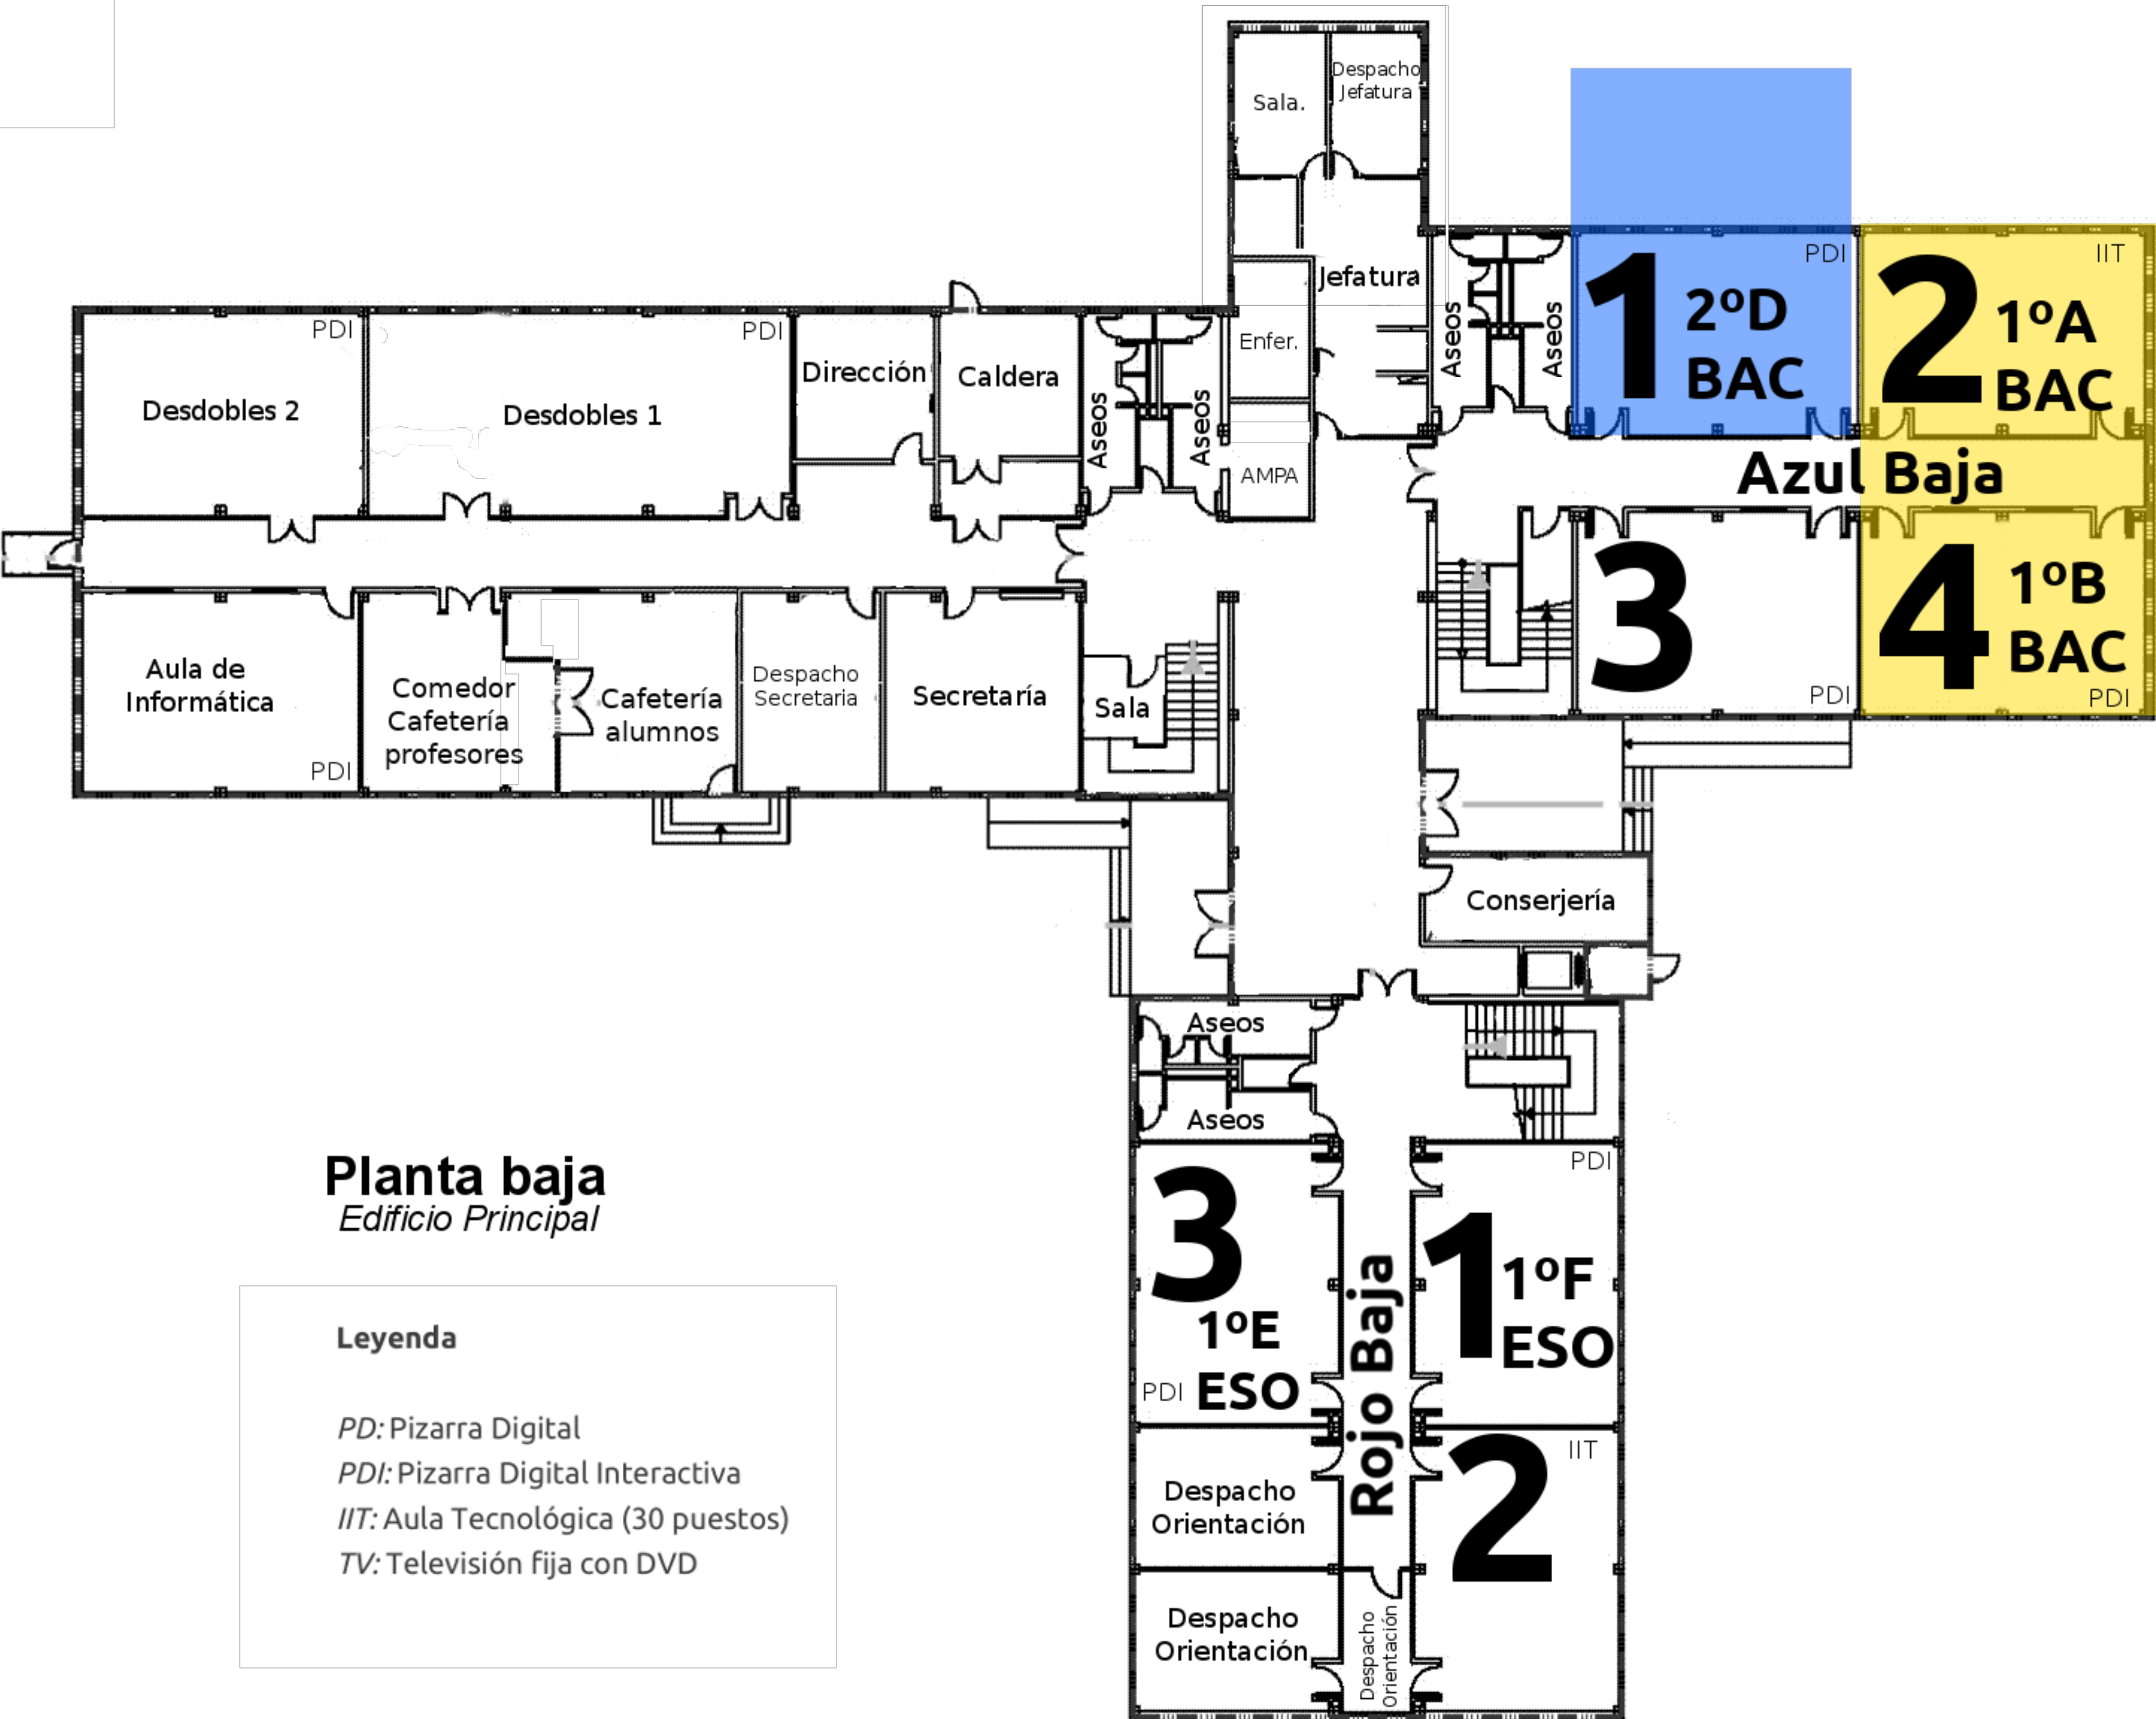 Sala.
Despacho
Jefatura
Jefatura
Enfer.
AMPA
Aseos
Aseos
PDI
1
2ºD
BAC
IIT
2
1ºA
BAC
Azul Baja
3
PDI
4
1ºB
BAC
PDI
PDI
Desdobles 2
PDI
Desdobles 1
Dirección
Caldera
Aseos
Aseos
Aula de
Informática
PDI
Comedor
Cafetería
profesores
Cafetería
alumnos
Despacho
Secretaria
Secretaría
Sala
Conserjería
Aseos
Aseos
3
1ºE
ESO
PDI
Rojo Baja
PDI
1
1ºF
ESO
IIT
2
Despacho
Orientación
Despacho
Orientación
Despacho
Orientación
Planta baja
Edificio Principal
Leyenda
PD: Pizarra Digital
PDI: Pizarra Digital Interactiva
IIT: Aula Tecnológica (30 puestos)
TV: Televisión fija con DVD